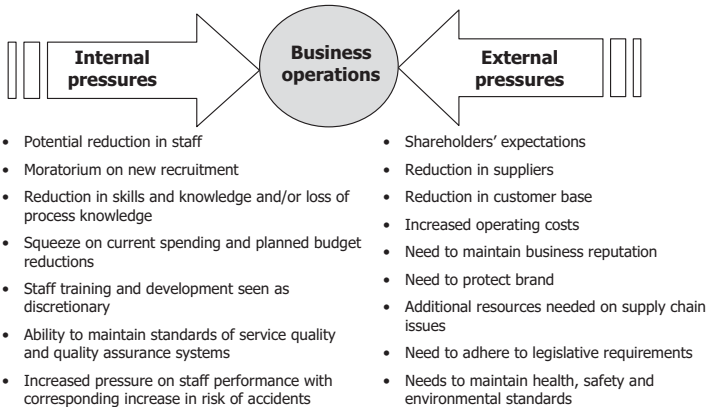 Internal
pressures
Business
operations
External
pressures
• Potential reduction in staff
• Moratorium on new recruitment
• Reduction in skills and knowledge and/or loss of
process knowledge
• Squeeze on current spending and planned budget
reductions
• Staff training and development seen as
discretionary
• Ability to maintain standards of service quality
and quality assurance systems
• Increased pressure on staff performance with
corresponding increase in risk of accidents
• Shareholders’ expectations
• Reduction in suppliers
• Reduction in customer base
• Increased operating costs
• Need to maintain business reputation
• Need to protect brand
• Additional resources needed on supply chain
issues
• Need to adhere to legislative requirements
• Needs to maintain health, safety and
environmental standards